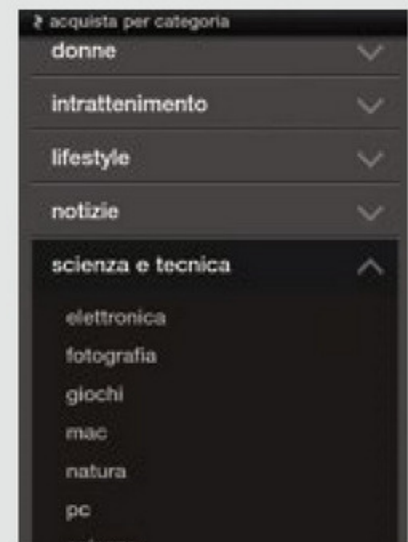 acquista per categoria
donne
intrattenimento
lifestyle
notizie
scienza e tecnica
elettronica
fotografia
giochi
mac
natura
pc